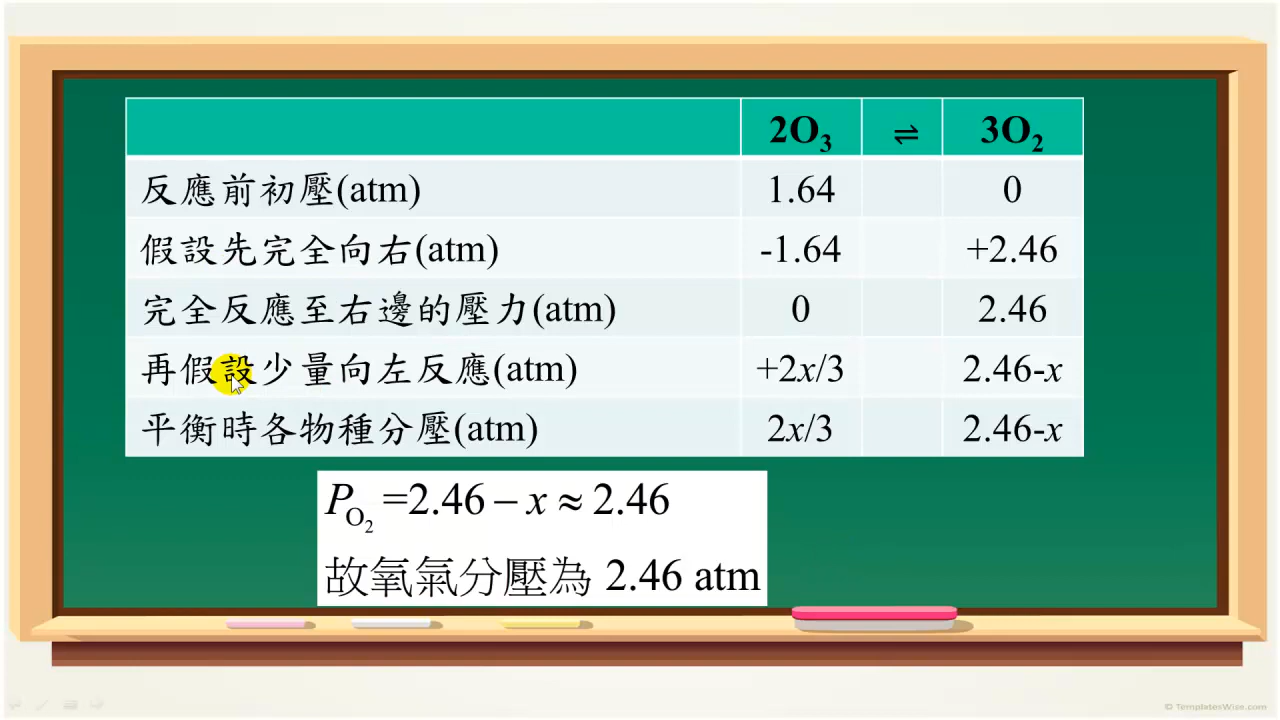 2O₃ ⇌ 3O₂
反應前初壓(atm) 1.64 0
假設先完全向右(atm) -1.64 +2.46
完全反應至右邊的壓力(atm) 0 2.46
再假設少量向左反應(atm) +2x/3 2.46-x
平衡時各物種分壓(atm) 2x/3 2.46-x
P_O₂ =2.46 − x ≈ 2.46
故氧氣分壓為 2.46 atm
© TemplatesWise.com